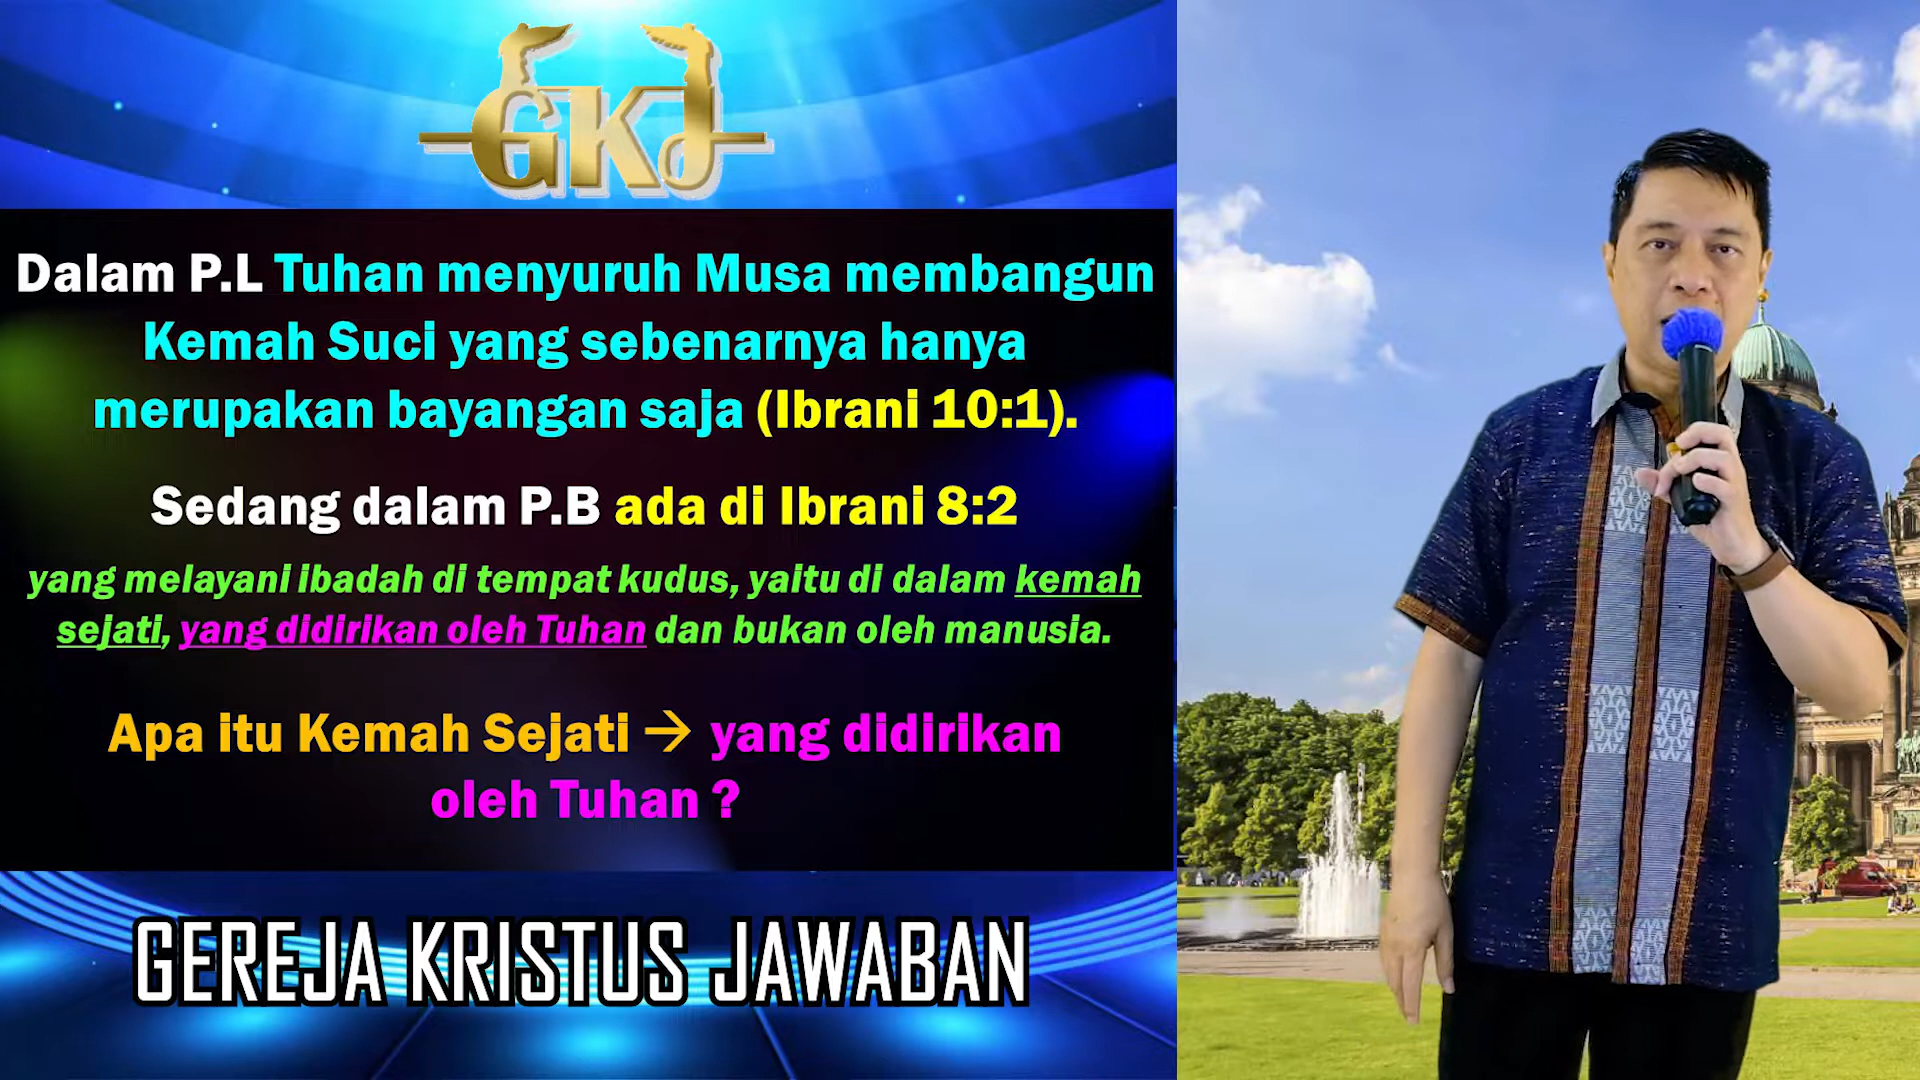 GKJ
Dalam P.L Tuhan menyuruh Musa membangun
Kemah Suci yang sebenarnya hanya
merupakan bayangan saja (Ibrani 10:1).
Sedang dalam P.B ada di Ibrani 8:2
yang melayani ibadah di tempat kudus, yaitu di dalam kemah
sejati, yang didirikan oleh Tuhan dan bukan oleh manusia.
Apa itu Kemah Sejati → yang didirikan
oleh Tuhan ?
GEREJA KRISTUS JAWABAN